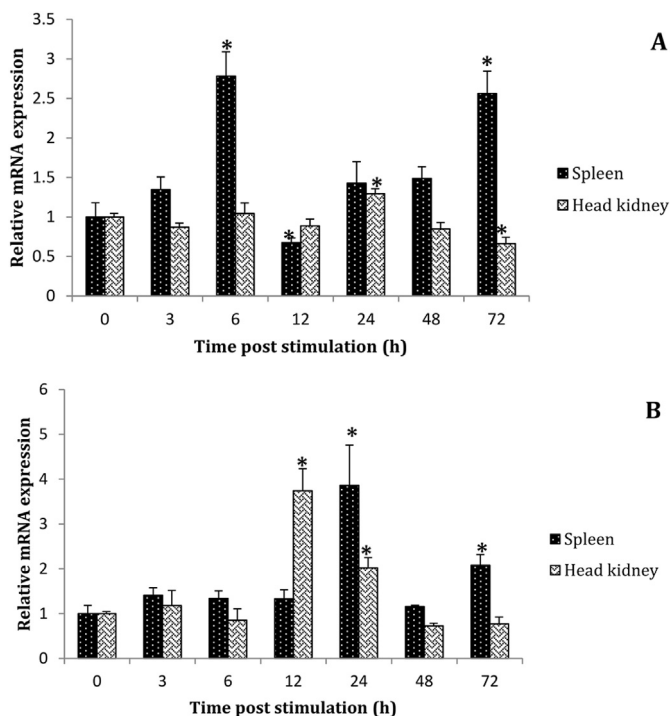 A
Relative mRNA expression
3.5
3
2.5
2
1.5
1
0.5
0
* * * * *
Spleen
Head kidney
0 3 6 12 24 48 72
Time post stimulation (h)
B
Relative mRNA expression
6
5
4
3
2
1
0
* * * *
Spleen
Head kidney
0 3 6 12 24 48 72
Time post stimulation (h)